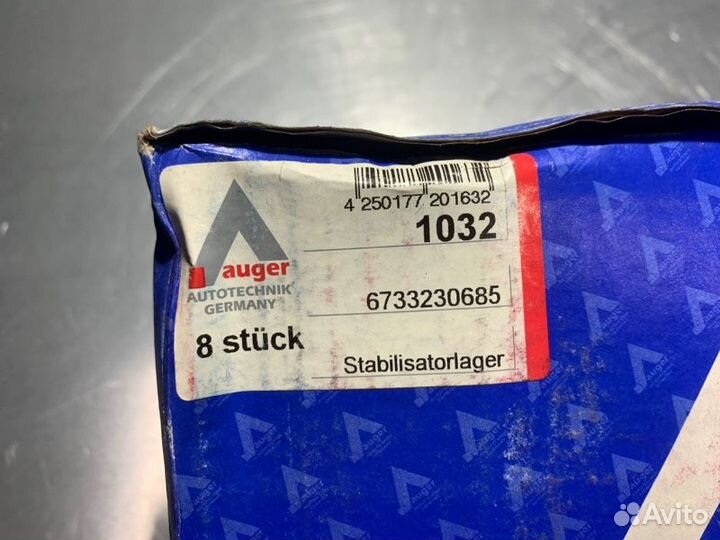 4 250177 201632
1032
auger
AUTOTECHNIK
GERMANY
6733230685
8 stück
Stabilisatorlager
Avito